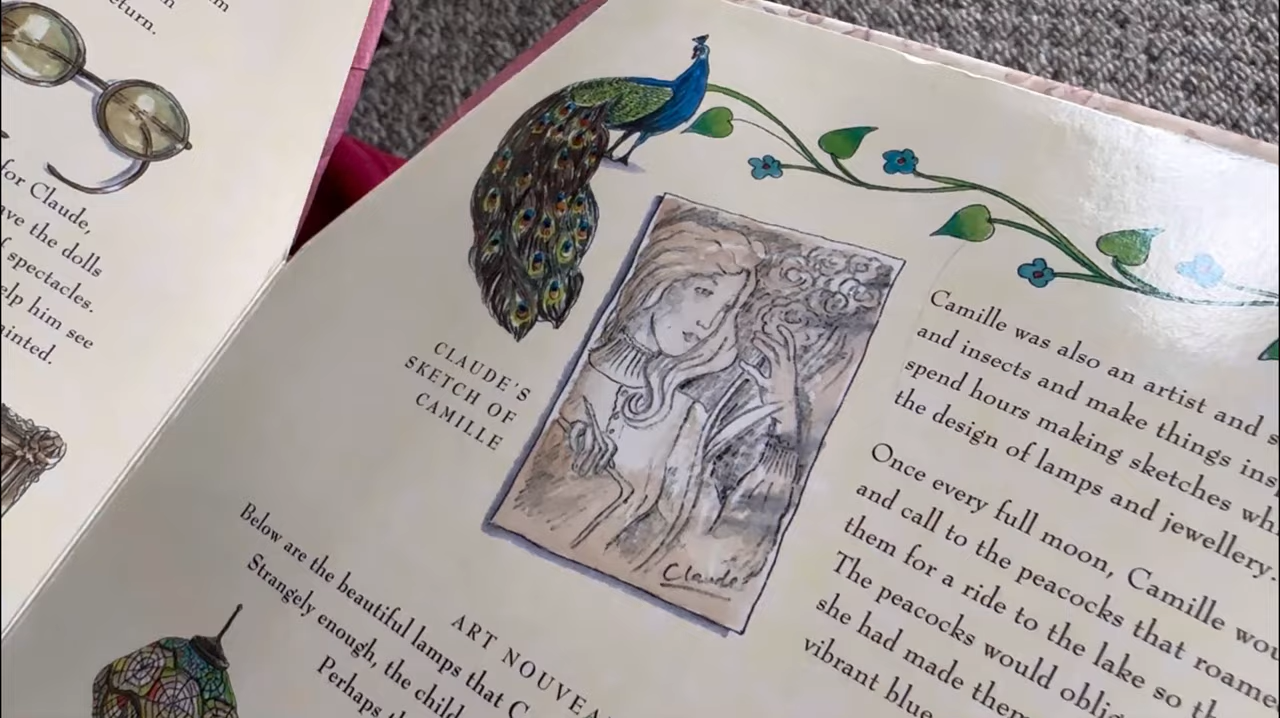 eturn.
for Claude,
ave the dolls
f spectacles.
elp him see
ainted.
CLAUDE'S
SKETCH OF
CAMILLE
Claude
Camille was also an artist and
and insects and make things ins
spend hours making sketches wh
the design of lamps and jewellery.
Once every full moon, Camille wou
and call to the peacocks that roame
them for a ride to the lake so th
The peacocks would oblig
she had made them
vibrant blue
Below are the beautiful lamps that C
Strangely enough, the child
Perhaps th
ART NOUVEA